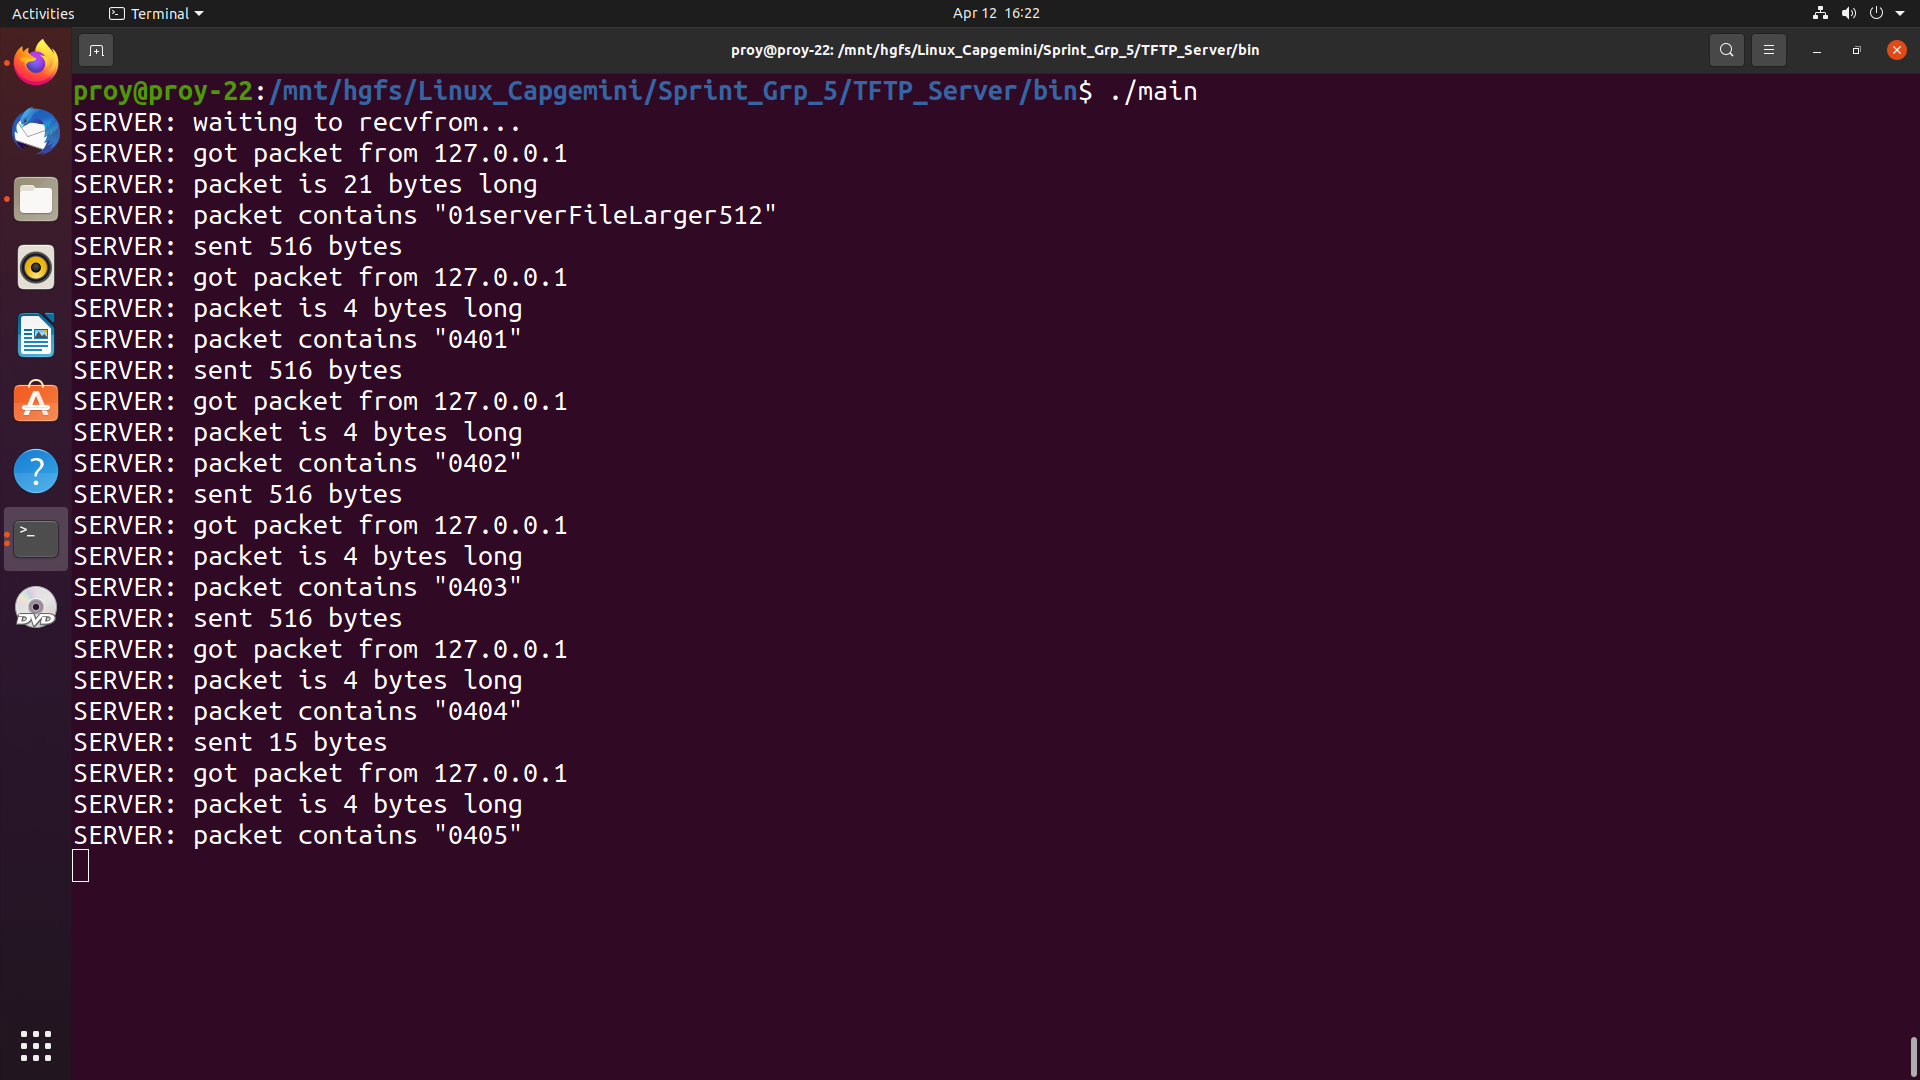 Activities
Terminal
Apr 12 16:22
proy@proy-22: /mnt/hgfs/Linux_Capgemini/Sprint_Grp_5/TFTP_Server/bin
proy@proy-22:/mnt/hgfs/Linux_Capgemini/Sprint_Grp_5/TFTP_Server/bin$ ./main
SERVER: waiting to recvfrom...
SERVER: got packet from 127.0.0.1
SERVER: packet is 21 bytes long
SERVER: packet contains "01serverFileLarger512"
SERVER: sent 516 bytes
SERVER: got packet from 127.0.0.1
SERVER: packet is 4 bytes long
SERVER: packet contains "0401"
SERVER: sent 516 bytes
SERVER: got packet from 127.0.0.1
SERVER: packet is 4 bytes long
SERVER: packet contains "0402"
SERVER: sent 516 bytes
SERVER: got packet from 127.0.0.1
SERVER: packet is 4 bytes long
SERVER: packet contains "0403"
SERVER: sent 516 bytes
SERVER: got packet from 127.0.0.1
SERVER: packet is 4 bytes long
SERVER: packet contains "0404"
SERVER: sent 15 bytes
SERVER: got packet from 127.0.0.1
SERVER: packet is 4 bytes long
SERVER: packet contains "0405"
?
>_
DVD